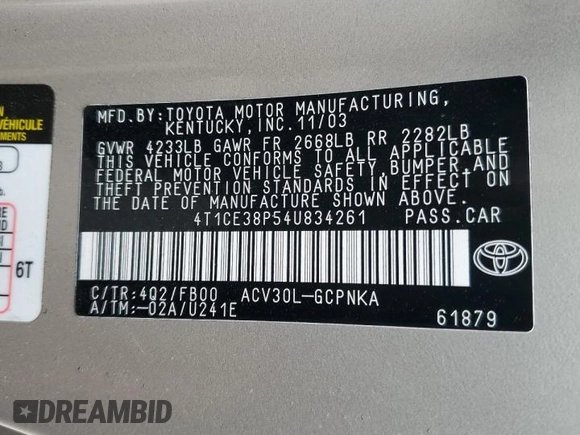 MFD.BY:TOYOTA MOTOR MANUFACTURING,
KENTUCKY,INC.11/03
GVWR 4233LB GAWR FR 2668LB RR 2282LB
THIS VEHICLE CONFORMS TO ALL APPLICABLE
FEDERAL MOTOR VEHICLE SAFETY,BUMPER,AND
THEFT PREVENTION STANDARDS IN EFFECT ON
THE DATE OF MANUFACTURE SHOWN ABOVE.
4T1CE38P54U834261 PASS.CAR
C/TR:4Q2/FB00 ACV30L-GCPNKA
A/TM:-02A/U241E
61879
TOYOTA
VÉHICULE
6T
DREAMBID